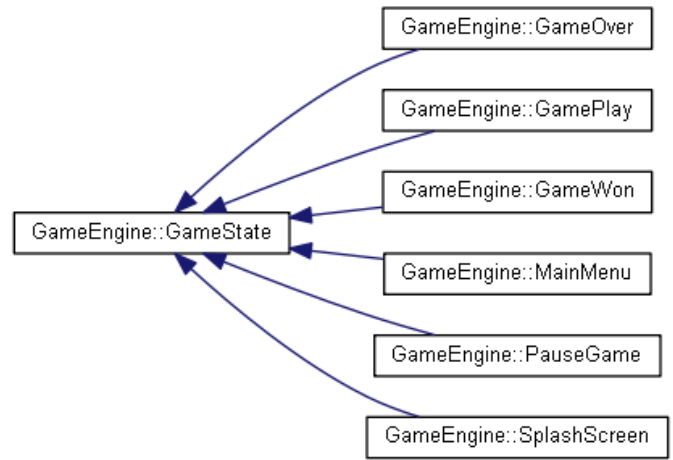 GameEngine::GameOver
GameEngine::GamePlay
GameEngine::GameWon
GameEngine::GameState
GameEngine::MainMenu
GameEngine::PauseGame
GameEngine::SplashScreen